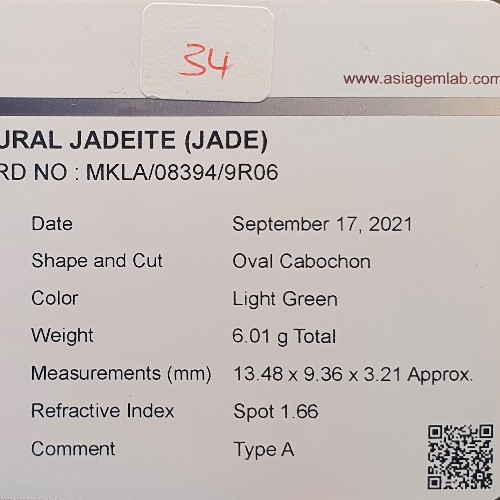 34
www.asiagemlab.com
URAL JADEITE (JADE)
RD NO : MKLA/08394/9R06
Date September 17, 2021
Shape and Cut Oval Cabochon
Color Light Green
Weight 6.01 g Total
Measurements (mm) 13.48 x 9.36 x 3.21 Approx.
Refractive Index Spot 1.66
Comment Type A